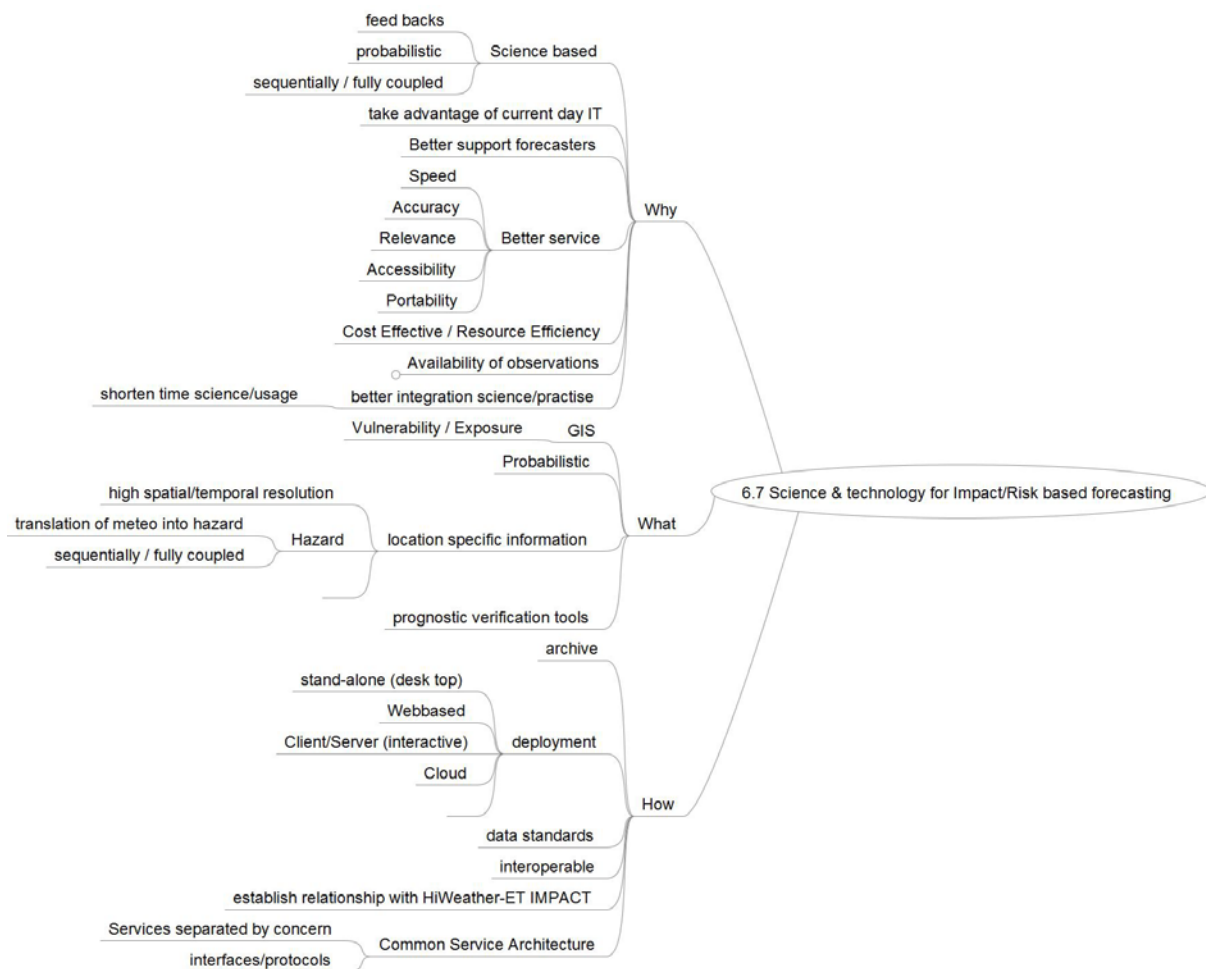 feed backs
probabilistic
Science based
sequentially / fully coupled
take advantage of current day IT
Better support forecasters
Speed
Accuracy
Why
Relevance
Better service
Accessibility
Portability
Cost Effective / Resource Efficiency
Availability of observations
shorten time science/usage
better integration science/practise
Vulnerability / Exposure
GIS
Probabilistic
6.7 Science & technology for Impact/Risk based forecasting
high spatial/temporal resolution
translation of meteo into hazard
What
Hazard
location specific information
sequentially / fully coupled
prognostic verification tools
archive
stand-alone (desk top)
Webbased
Client/Server (interactive)
deployment
Cloud
How
data standards
interoperable
establish relationship with HiWeather-ET IMPACT
Services separated by concern
Common Service Architecture
interfaces/protocols